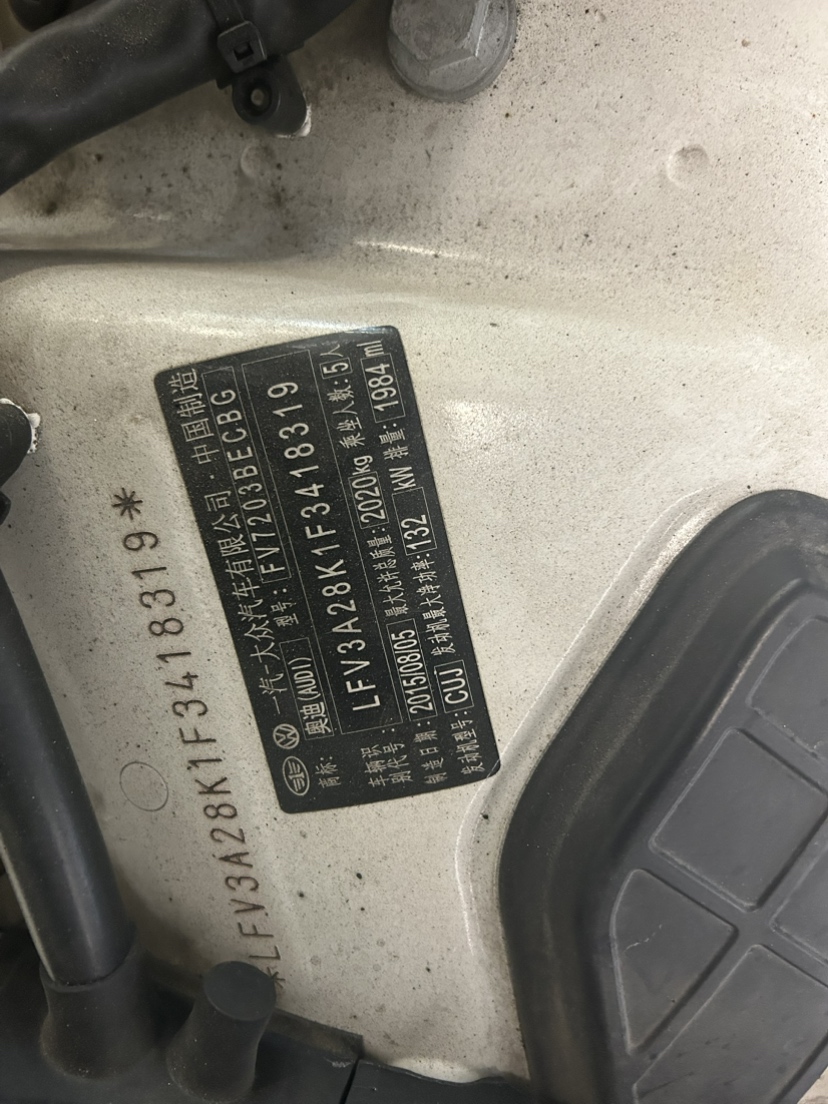 *LFV3A28K1F3418319*
一汽-大众汽车有限公司·中国制造
商标: 奥迪(AUDI) 型号: FV7203BECBG
车辆识别代号: LFV3A28K1F3418319
制造日期: 2015/08/05 最大允许总质量: 2020kg 乘坐人数: 5人
发动机型号: CUJ 发动机最大净功率: 132 kW 排量: 1984 ml